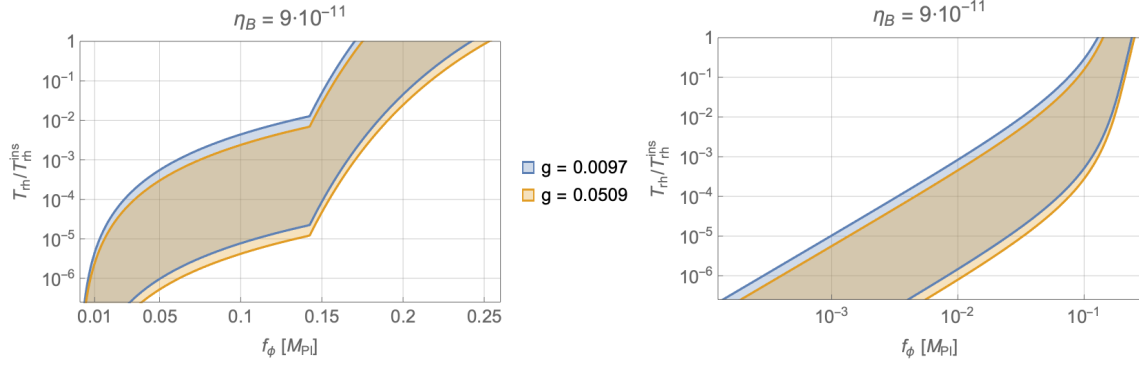 η_B = 9·10⁻¹¹
T_rh/T_rh^ins
1
10⁻¹
10⁻²
10⁻³
10⁻⁴
10⁻⁵
10⁻⁶
0.01 0.05 0.1 0.15 0.2 0.25
f_ϕ [M_Pl]
g = 0.0097
g = 0.0509
η_B = 9·10⁻¹¹
T_rh/T_rh^ins
1
10⁻¹
10⁻²
10⁻³
10⁻⁴
10⁻⁵
10⁻⁶
10⁻³ 10⁻² 10⁻¹
f_ϕ [M_Pl]